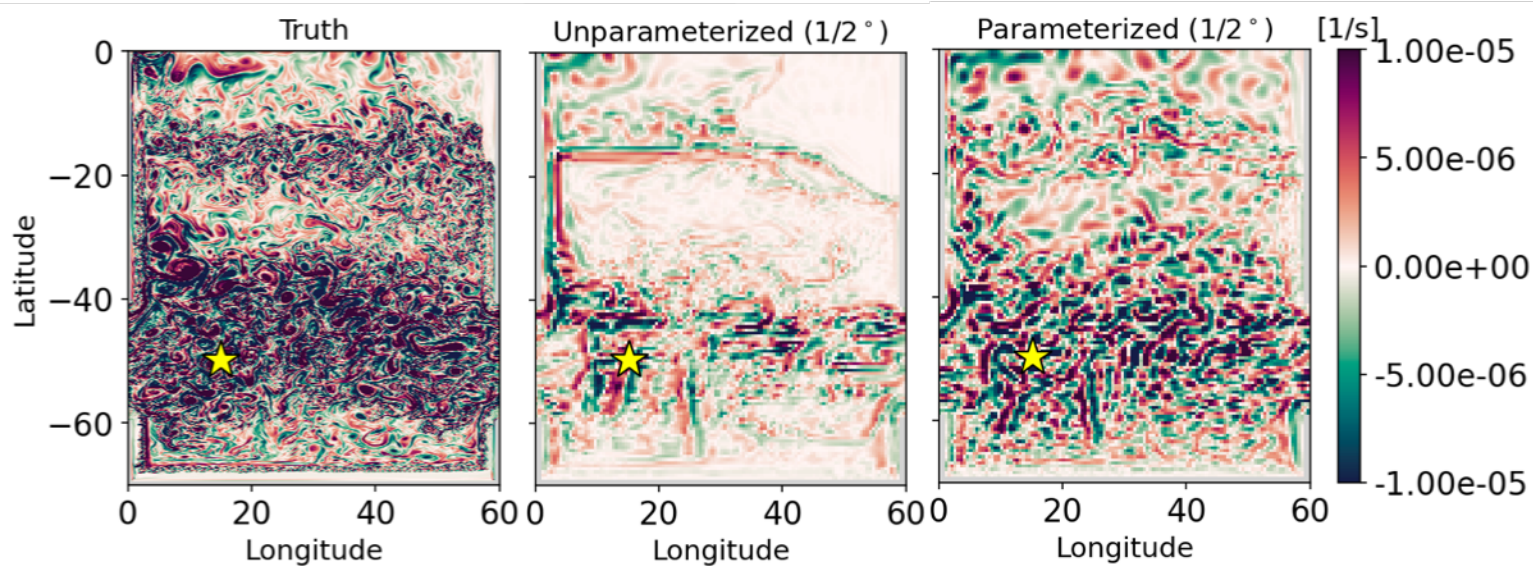 Truth
Unparameterized (1/2°)
Parameterized (1/2°)
[1/s]
0
−20
−40
−60
Latitude
0 20 40 60
Longitude
0 20 40 60
Longitude
0 20 40 60
Longitude
1.00e-05
5.00e-06
0.00e+00
-5.00e-06
-1.00e-05